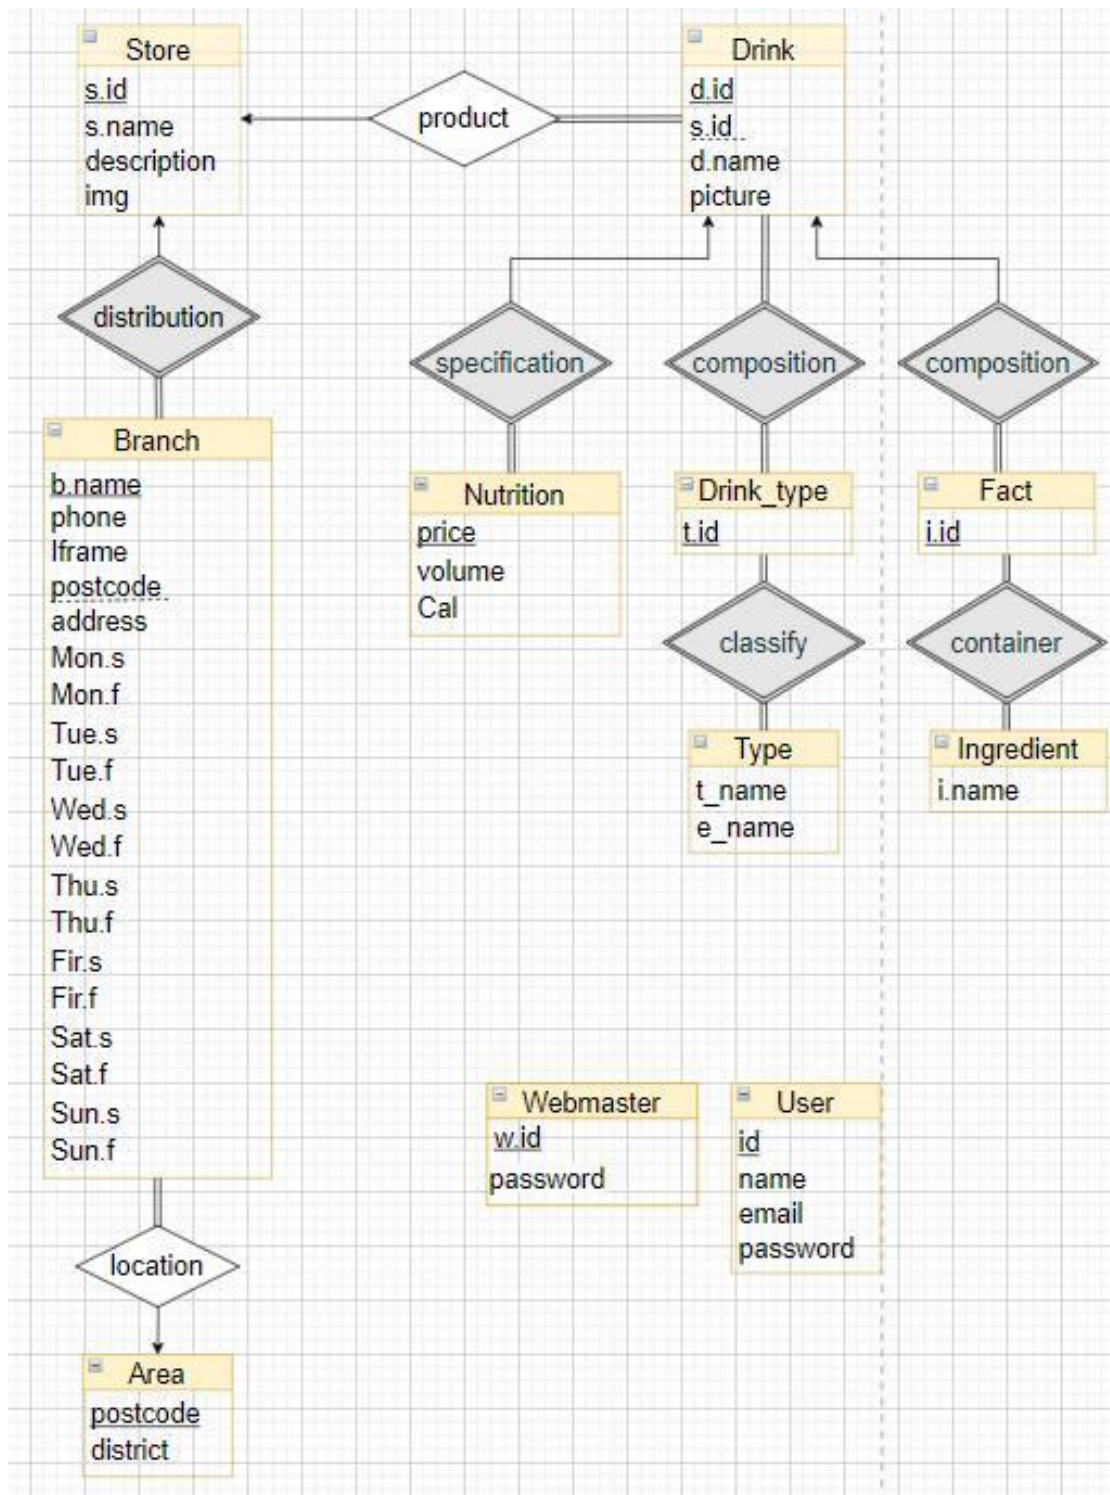 Store
s.id
s.name
description
img
product
Drink
d.id
s.id
d.name
picture
distribution
specification
composition
composition
Branch
b.name
phone
Iframe
postcode
address
Mon.s
Mon.f
Tue.s
Tue.f
Wed.s
Wed.f
Thu.s
Thu.f
Fir.s
Fir.f
Sat.s
Sat.f
Sun.s
Sun.f
Nutrition
price
volume
Cal
Drink_type
t.id
Fact
i.id
classify
container
Type
t_name
e_name
Ingredient
i.name
Webmaster
w.id
password
User
id
name
email
password
location
Area
postcode
district